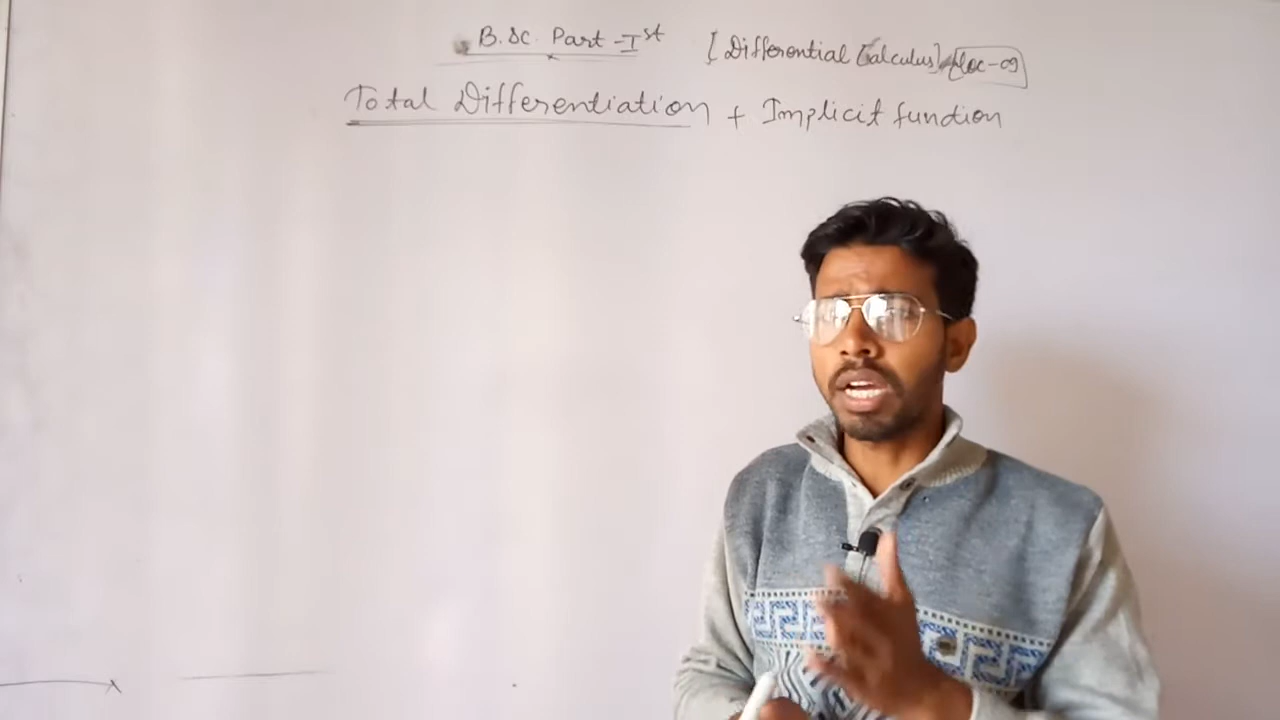 B.Sc. Part-Ist [Differential Calculus] Lec-09
Total Differentiation + Implicit function